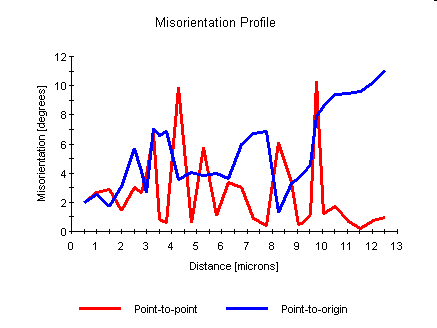 Misorientation Profile
Misorientation [degrees]
12
10
8
6
4
2
0
0 1 2 3 4 5 6 7 8 9 10 11 12 13
Distance [microns]
Point-to-point Point-to-origin